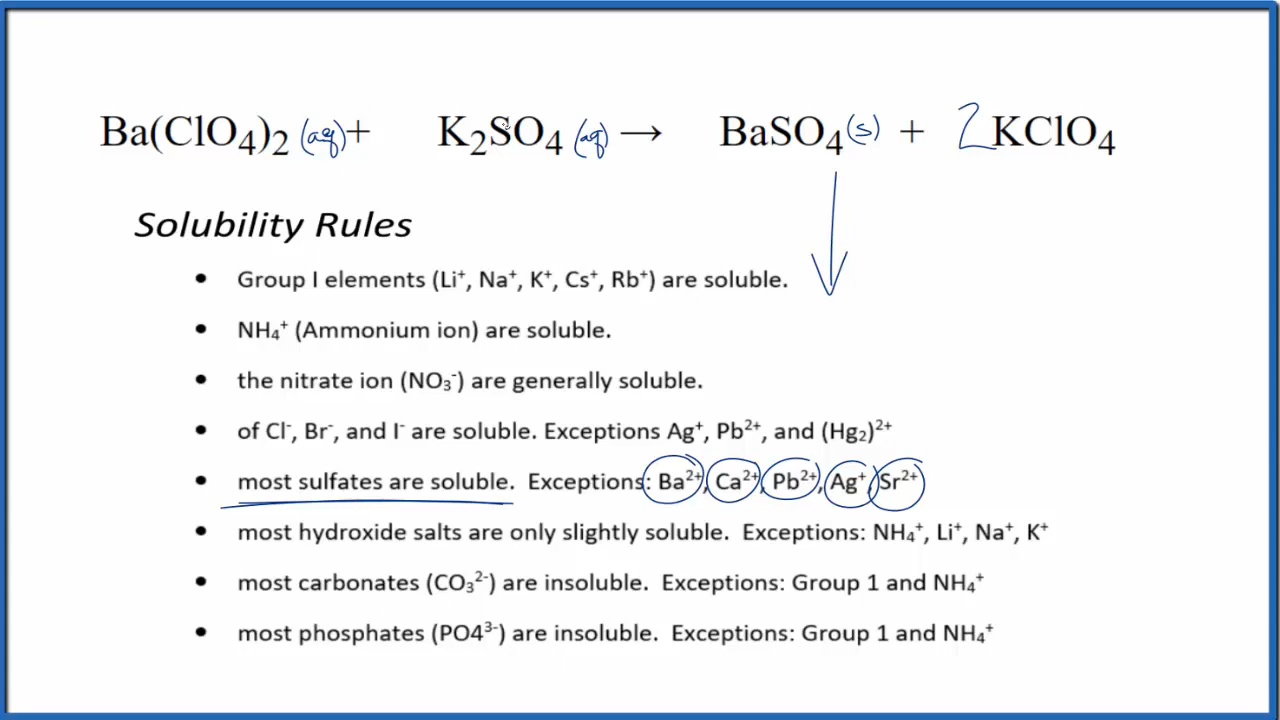 Ba(ClO₄)₂ (aq) + K₂SO₄ (aq) → BaSO₄ (s) + 2 KClO₄
Solubility Rules
• Group I elements (Li⁺, Na⁺, K⁺, Cs⁺, Rb⁺) are soluble.
• NH₄⁺ (Ammonium ion) are soluble.
• the nitrate ion (NO₃⁻) are generally soluble.
• of Cl⁻, Br⁻, and I⁻ are soluble. Exceptions Ag⁺, Pb²⁺, and (Hg₂)²⁺
• most sulfates are soluble. Exceptions: Ba²⁺, Ca²⁺, Pb²⁺, Ag⁺, Sr²⁺
• most hydroxide salts are only slightly soluble. Exceptions: NH₄⁺, Li⁺, Na⁺, K⁺
• most carbonates (CO₃²⁻) are insoluble. Exceptions: Group 1 and NH₄⁺
• most phosphates (PO4³⁻) are insoluble. Exceptions: Group 1 and NH₄⁺